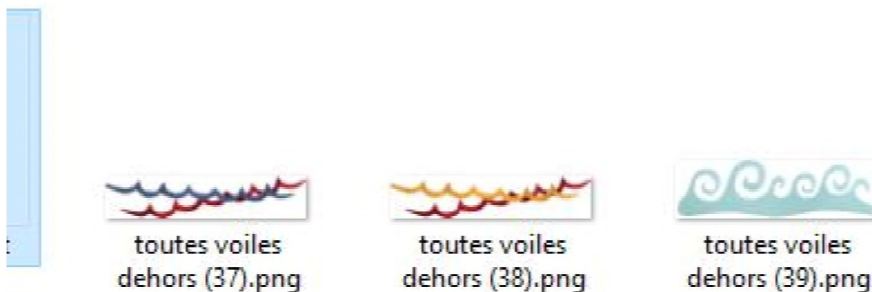 toutes voiles
dehors (37).png
toutes voiles
dehors (38).png
toutes voiles
dehors (39).png